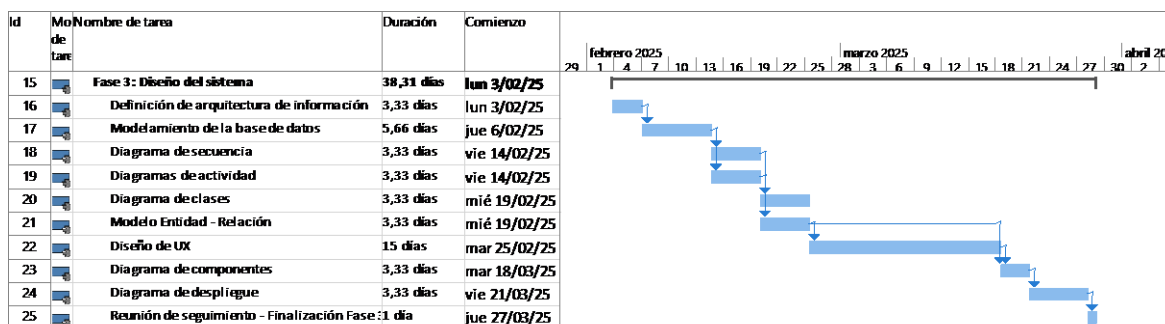 Id Mo de tare Nombre de tarea Duración Comienzo
febrero 2025 marzo 2025 abril 20
29 1 4 7 10 13 16 19 22 25 28 3 6 9 12 15 18 21 24 27 30 2
15 Fase 3: Diseño del sistema 38,31 días lun 3/02/25
16 Definición de arquitectura de información 3,33 días lun 3/02/25
17 Modelamiento de la base de datos 5,66 días jue 6/02/25
18 Diagrama de secuencia 3,33 días vie 14/02/25
19 Diagramas de actividad 3,33 días vie 14/02/25
20 Diagrama de clases 3,33 días mié 19/02/25
21 Modelo Entidad - Relación 3,33 días mié 19/02/25
22 Diseño de UX 15 días mar 25/02/25
23 Diagrama de componentes 3,33 días mar 18/03/25
24 Diagrama de despliegue 3,33 días vie 21/03/25
25 Reunión de seguimiento - Finalización Fase 3 1 día jue 27/03/25